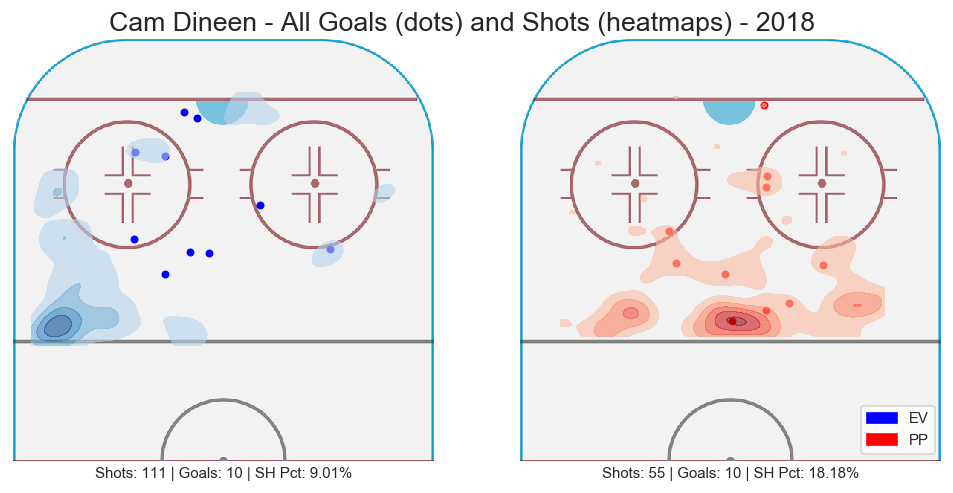 Cam Dineen - All Goals (dots) and Shots (heatmaps) - 2018
EV
PP
Shots: 111 | Goals: 10 | SH Pct: 9.01%
Shots: 55 | Goals: 10 | SH Pct: 18.18%